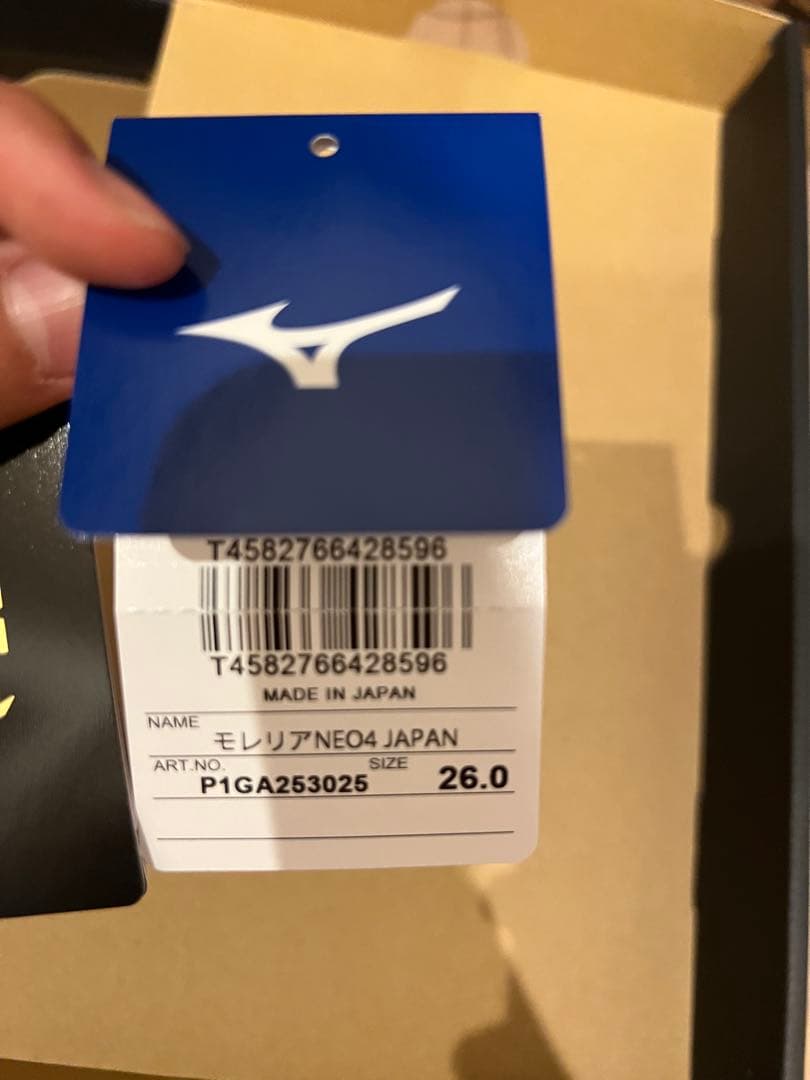 T4582766428596
T4582766428596
MADE IN JAPAN
NAME
モレリアNEO4 JAPAN
ART.NO. SIZE
P1GA253025 26.0